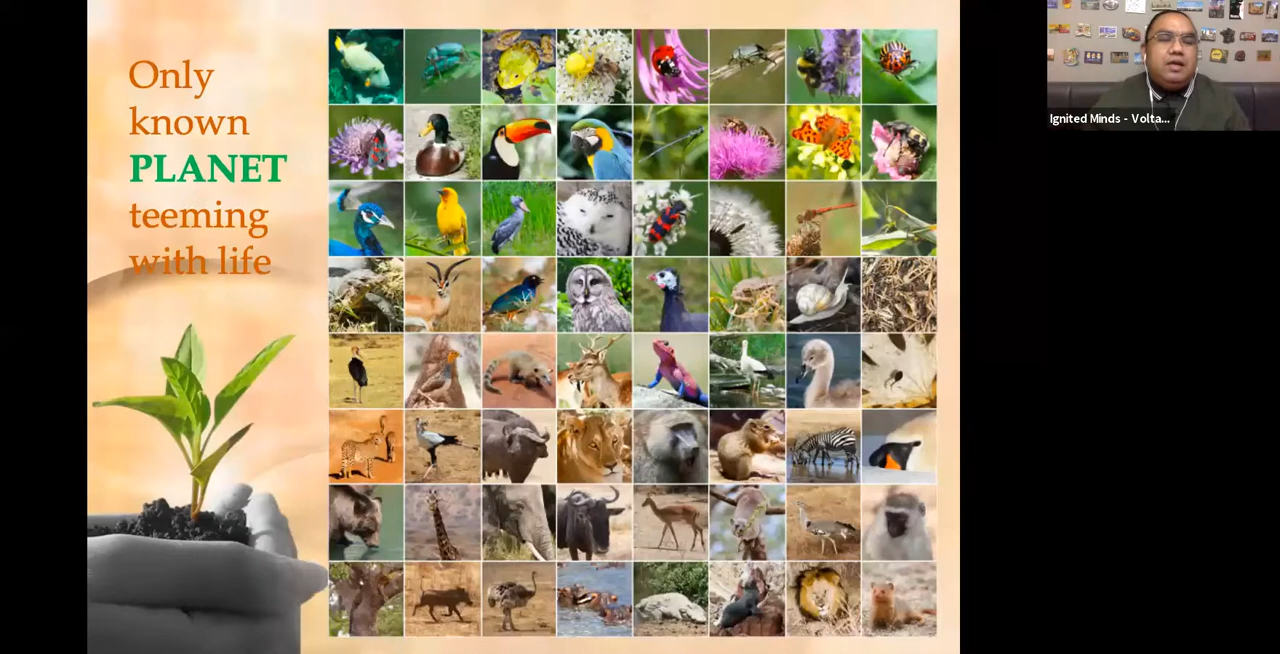 Only
known
PLANET
teeming
with life
Ignited Minds - Volta...